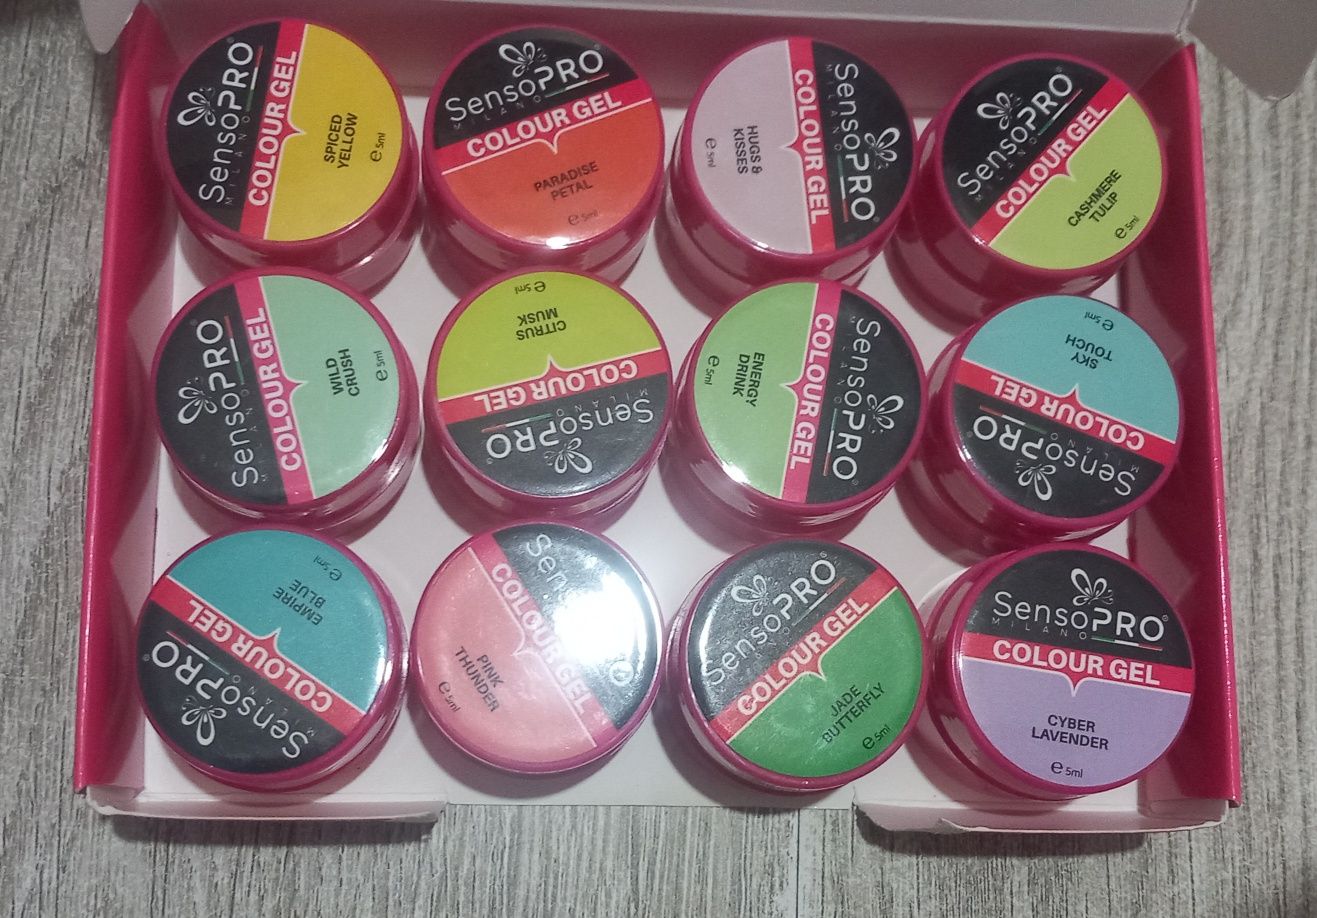 SensoPRO®
MILANO
COLOUR GEL
SPICED
YELLOW
e 5ml
SensoPRO®
MILANO
COLOUR GEL
PARADISE
PETAL
e 5ml
SensoPRO®
MILANO
COLOUR GEL
HUGS &
KISSES
e 5ml
SensoPRO®
MILANO
COLOUR GEL
CASHMERE
TULIP
e 5ml
SensoPRO®
MILANO
COLOUR GEL
WILD
CRUSH
e 5ml
SensoPRO®
MILANO
COLOUR GEL
CITRUS
MUSK
e 5ml
SensoPRO®
MILANO
COLOUR GEL
ENERGY
DRINK
e 5ml
SensoPRO®
MILANO
COLOUR GEL
SKY
TOUCH
e 5ml
SensoPRO®
MILANO
COLOUR GEL
EMPIRE
BLUE
e 5ml
COLOUR GEL
PINK
THUNDER
e 5ml
SensoPRO®
MILANO
COLOUR GEL
JADE
BUTTERFLY
e 5ml
SensoPRO®
MILANO
COLOUR GEL
CYBER
LAVENDER
e 5ml